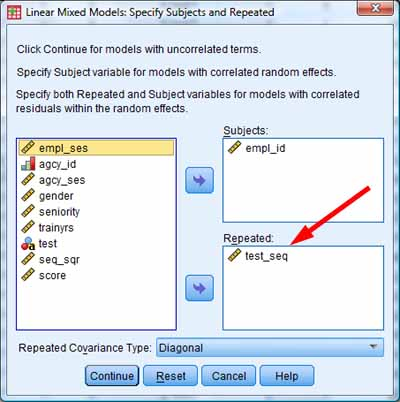 Linear Mixed Models: Specify Subjects and Repeated
Click Continue for models with uncorrelated terms.
Specify Subject variable for models with correlated random effects.
Specify both Repeated and Subject variables for models with correlated
residuals within the random effects.
empl_ses
agcy_id
agcy_ses
gender
seniority
trainyrs
test
seq_sqr
score
Subjects:
empl_id
Repeated:
test_seq
Repeated Covariance Type: Diagonal
Continue Reset Cancel Help